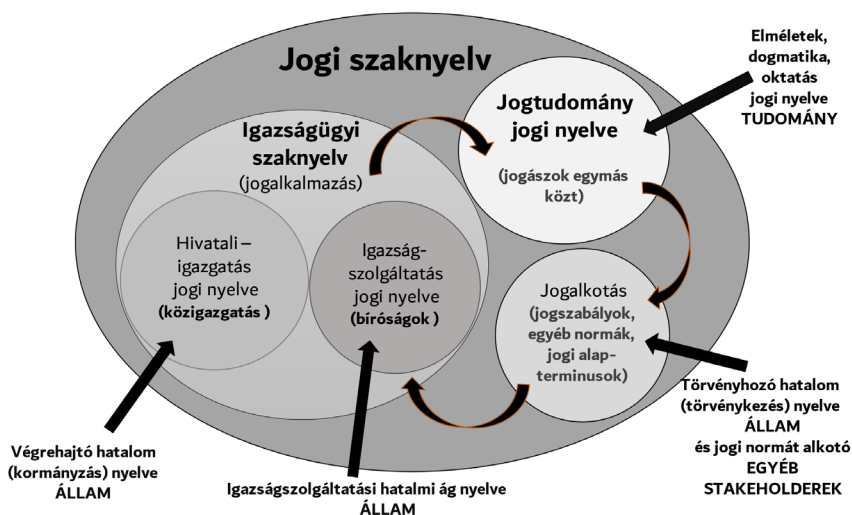 Jogi szaknyelv
Elméletek,
dogmatika,
oktatás
jogi nyelve
TUDOMÁNY
Jogtudomány
jogi nyelve
(jogászok egymás
közt)
Igazságügyi
szaknyelv
(jogalkalmazás)
Hivatali –
igazgatás
jogi nyelve
(közigazgatás )
Igazság-
szolgáltatás
jogi nyelve
(bíróságok )
Jogalkotás
(jogszabályok,
egyéb normák,
jogi alap-
terminusok)
Végrehajtó hatalom
(kormányzás) nyelve
ÁLLAM
Igazságszolgáltatási hatalmi ág nyelve
ÁLLAM
Törvényhozó hatalom
(törvénykezés) nyelve
ÁLLAM
és jogi normát alkotó
EGYÉB
STAKEHOLDEREK